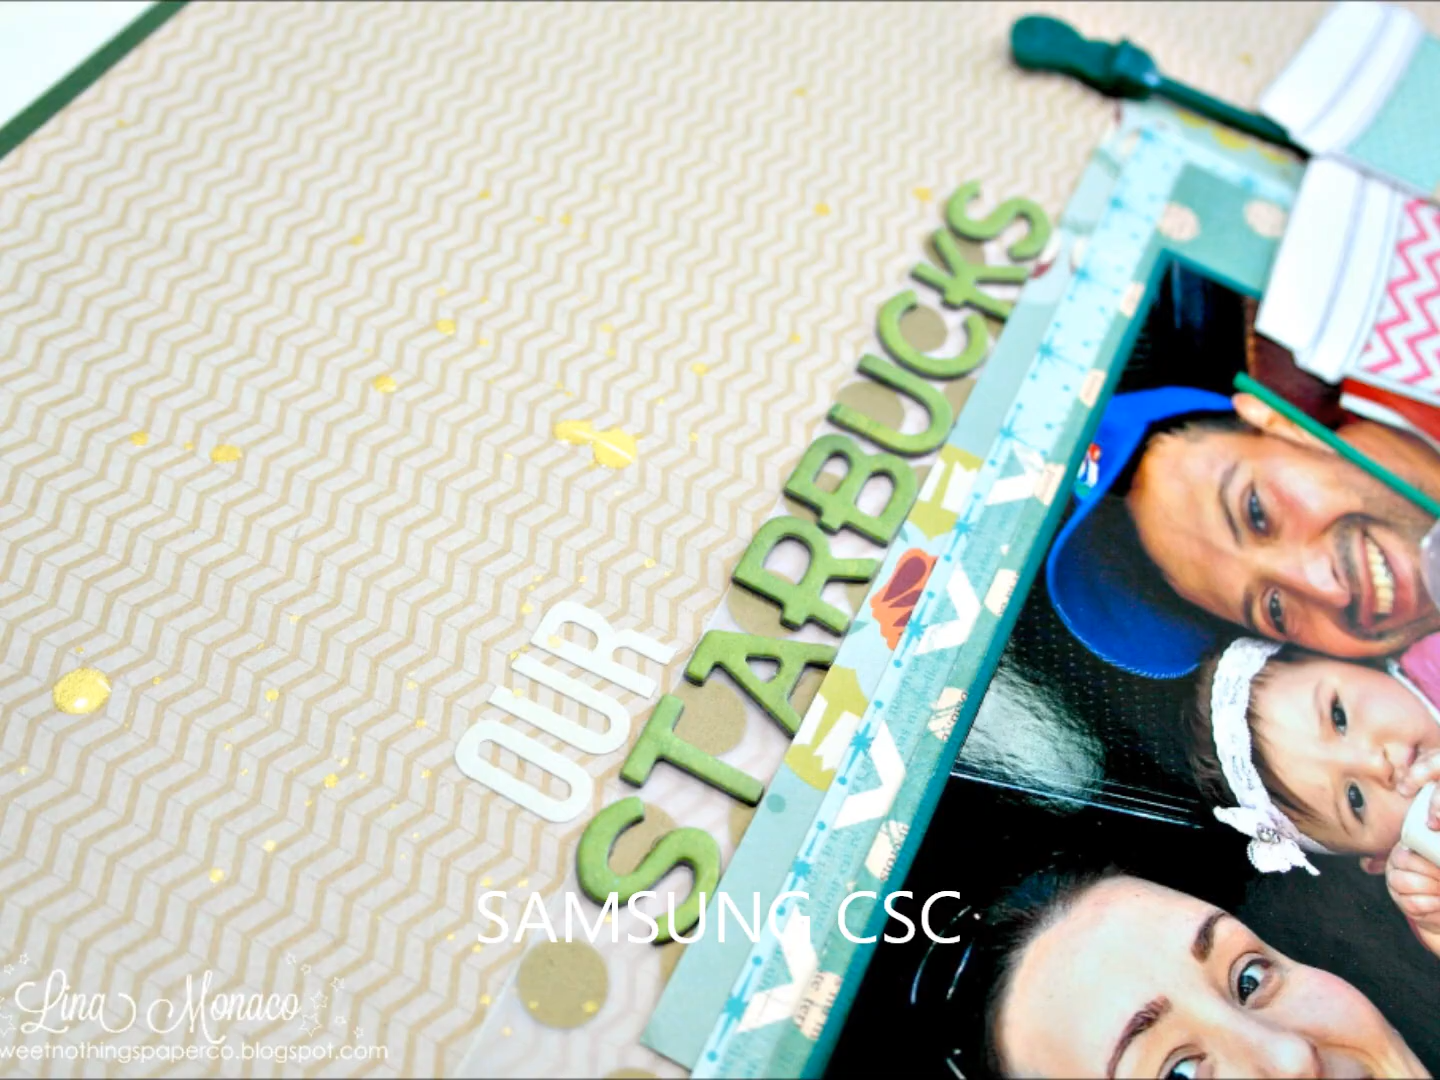 OUR
STARBUCKS
SAMSUNG CSC
Lina Monaco
weetnothingspaperco.blogspot.com